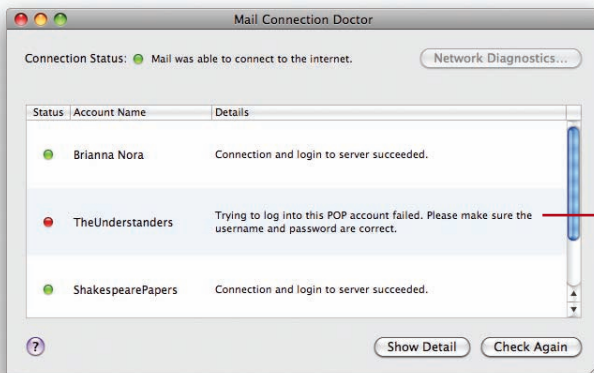 Mail Connection Doctor
Connection Status: Mail was able to connect to the internet.
Network Diagnostics...
Status Account Name Details
Brianna Nora Connection and login to server succeeded.
TheUnderstanders Trying to log into this POP account failed. Please make sure the
username and password are correct.
ShakespearePapers Connection and login to server succeeded.
? Show Detail Check Again